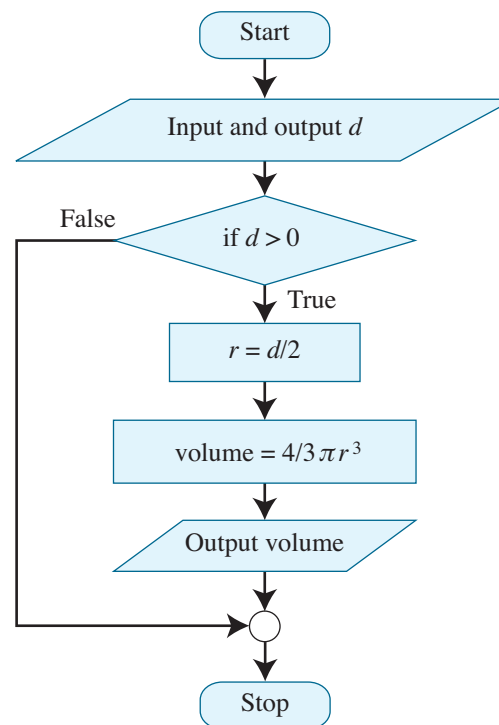 Start
Input and output d
False
if d > 0
True
r = d/2
volume = 4/3 πr³
Output volume
Stop